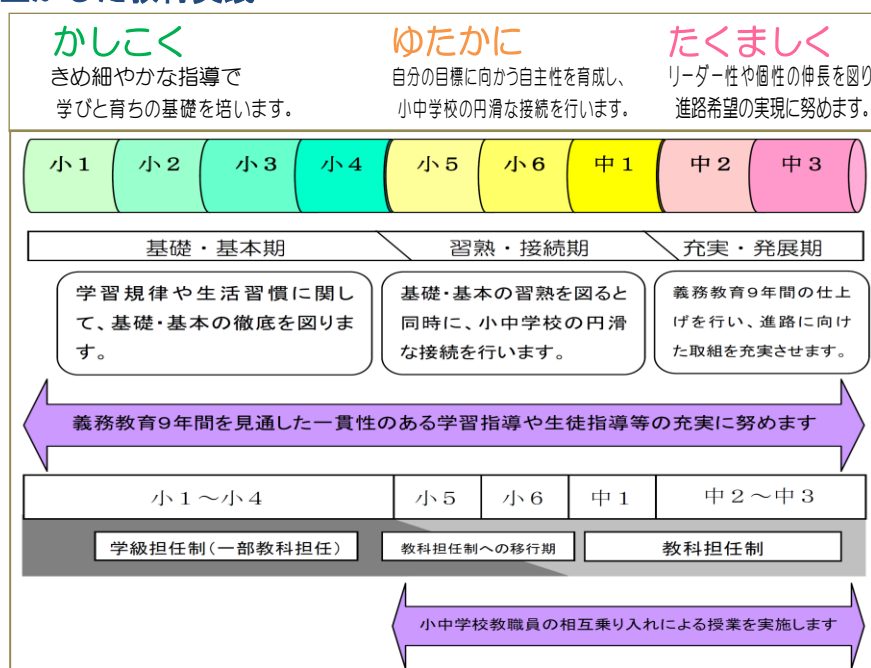 かしこく
きめ細やかな指導で
学びと育ちの基礎を培います。
ゆたかに
自分の目標に向かう自主性を育成し、
小中学校の円滑な接続を行います。
たくましく
リーダー性や個性の伸長を図り
進路希望の実現に努めます。
小1 小2 小3 小4 小5 小6 中1 中2 中3
基礎・基本期 習熟・接続期 充実・発展期
学習規律や生活習慣に関し
て、基礎・基本の徹底を図りま
す。
基礎・基本の習熟を図ると
同時に、小中学校の円滑
な接続を行います。
義務教育9年間の仕上
げを行い、進路に向け
た取組を充実させます。
義務教育9年間を見通した一貫性のある学習指導や生徒指導等の充実に努めます
小1～小4 小5 小6 中1 中2～中3
学級担任制(一部教科担任) 教科担任制への移行期 教科担任制
小中学校教職員の相互乗り入れによる授業を実施します